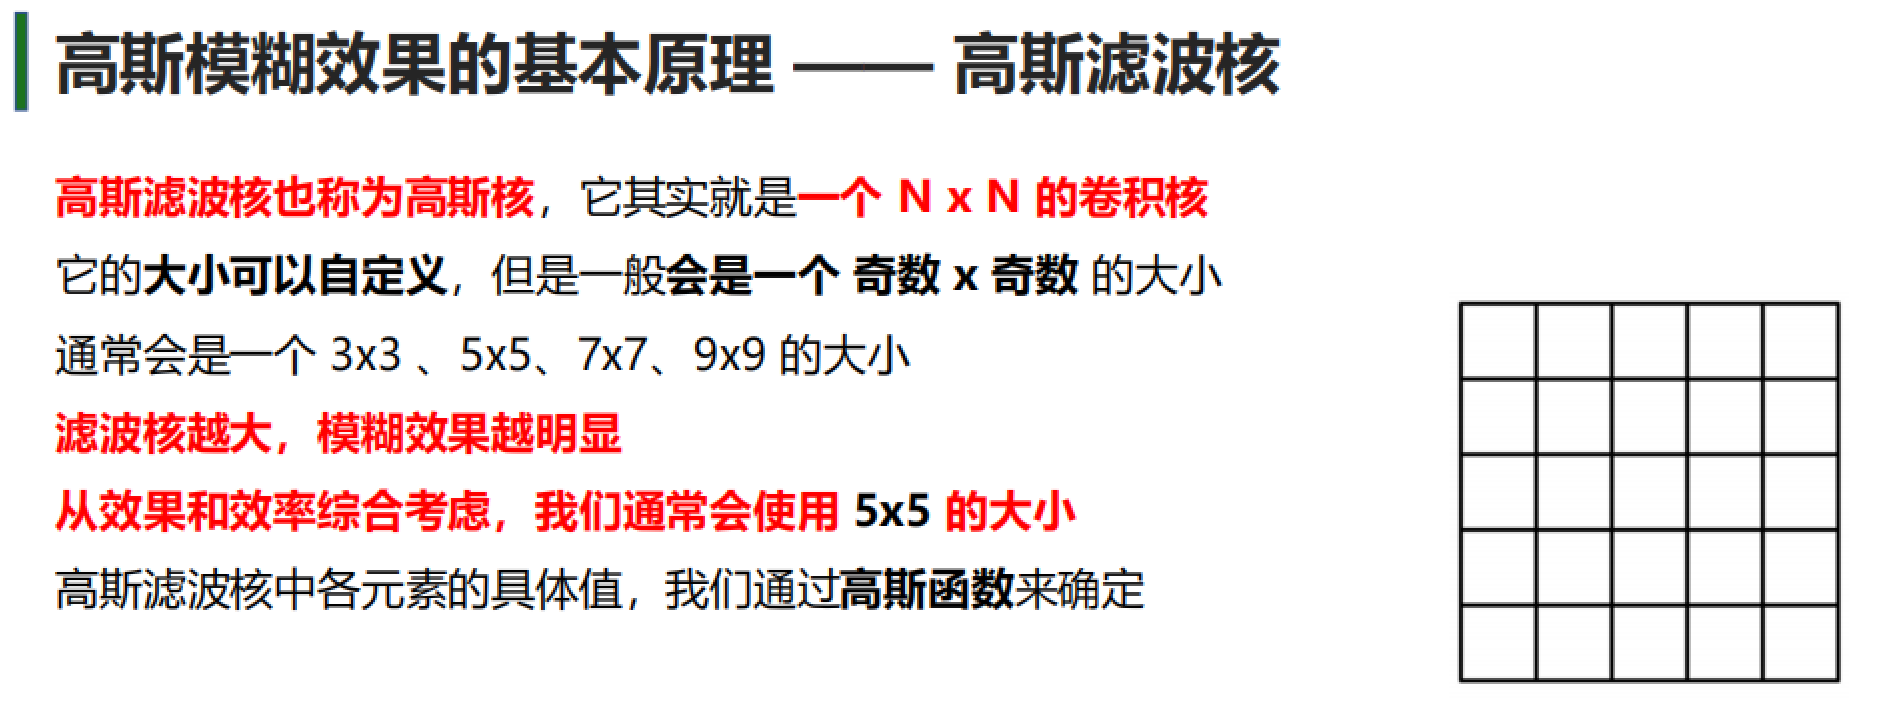 高斯模糊效果的基本原理 —— 高斯滤波核
高斯滤波核也称为高斯核，它其实就是一个 N x N 的卷积核
它的大小可以自定义，但是一般会是一个 奇数 x 奇数 的大小
通常会是一个 3x3 、5x5、7x7、9x9 的大小
滤波核越大，模糊效果越明显
从效果和效率综合考虑，我们通常会使用 5x5 的大小
高斯滤波核中各元素的具体值，我们通过高斯函数来确定